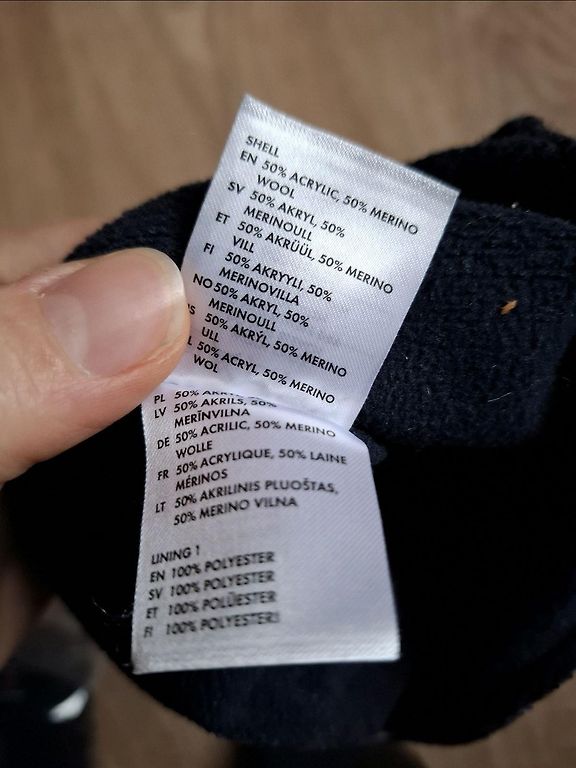 SHELL
EN 50% ACRYLIC, 50% MERINO
WOOL
SV 50% AKRYL, 50%
MERINOULL
ET 50% AKRÜÜL, 50% MERINO
VILL
FI 50% AKRYYLI, 50%
MERINOVILLA
NO 50% AKRYL, 50%
MERINOULL
S 50% AKRÝL, 50% MERINO
ULL
L 50% ACRYL, 50% MERINO
WOL
PL 50%
LV 50% AKRILS, 50%
MERĪNVILNA
DE 50% ACRILIC, 50% MERINO
WOLLE
FR 50% ACRYLIQUE, 50% LAINE
MÉRINOS
LT 50% AKRILINIS PLUOŠTAS,
50% MERINO VILNA
LINING 1
EN 100% POLYESTER
SV 100% POLYESTER
ET 100% POLÜESTER
FI 100% POLYESTERI